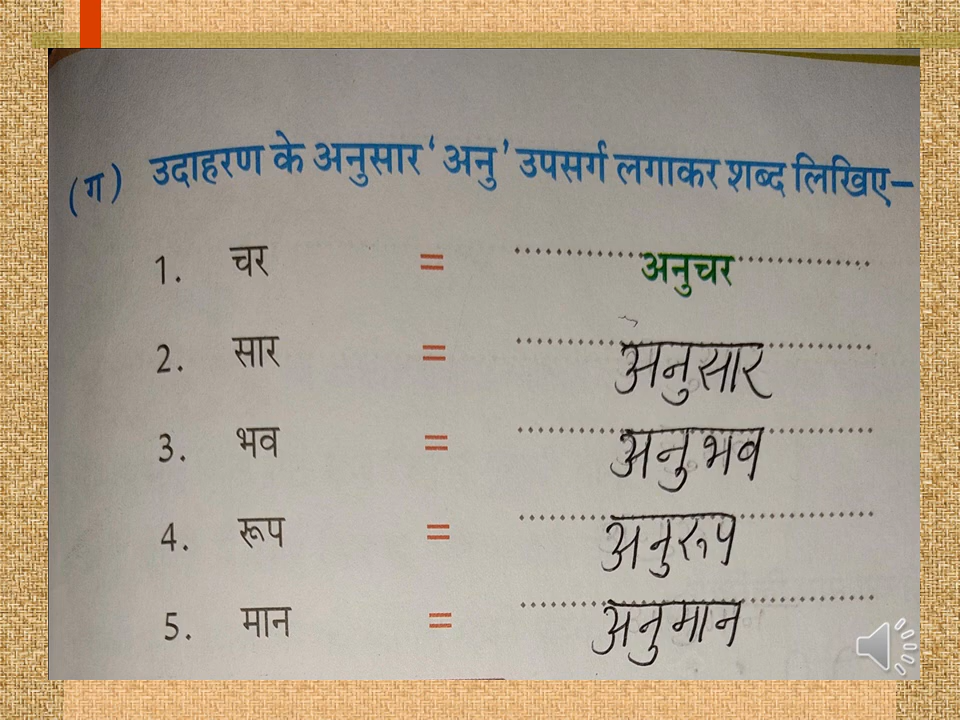 (ग) उदाहरण के अनुसार ‘अनु’ उपसर्ग लगाकर शब्द लिखिए–
1. चर = अनुचर
2. सार = अनुसार
3. भव = अनुभव
4. रूप = अनुरूप
5. मान = अनुमान